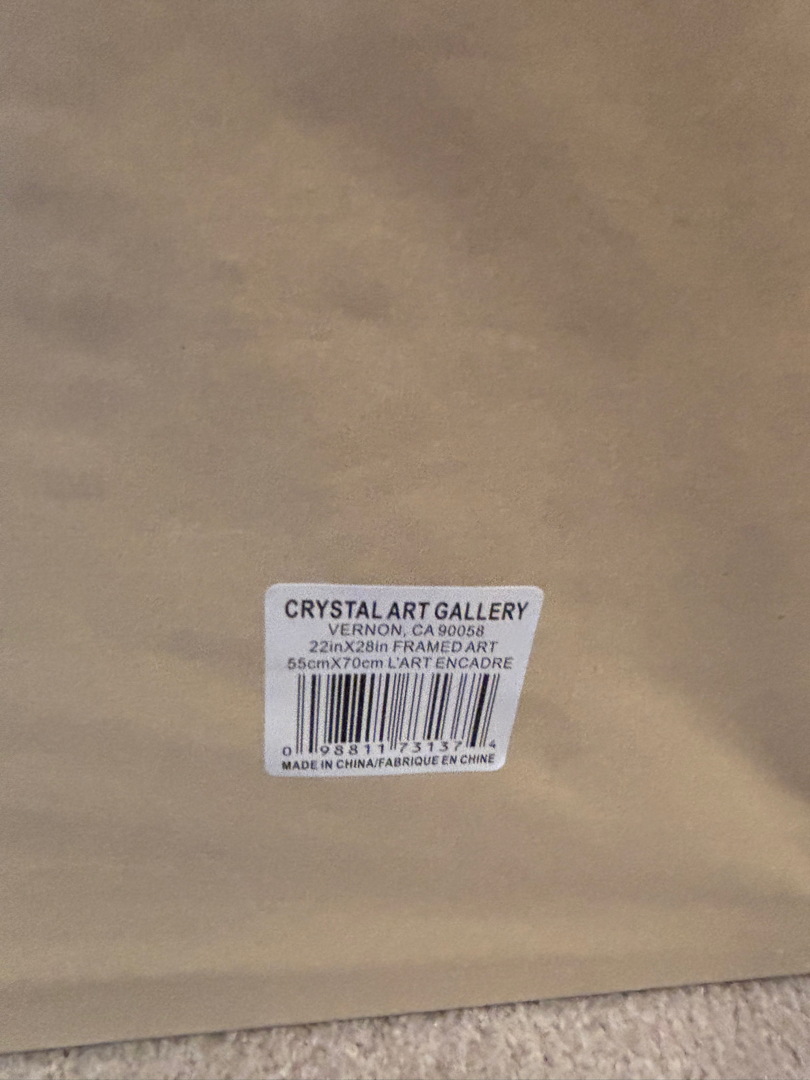 CRYSTAL ART GALLERY
VERNON, CA 90058
22inX28in FRAMED ART
55cmX70cm L'ART ENCADRE
0 98811 73137 4
MADE IN CHINA/FABRIQUE EN CHINE